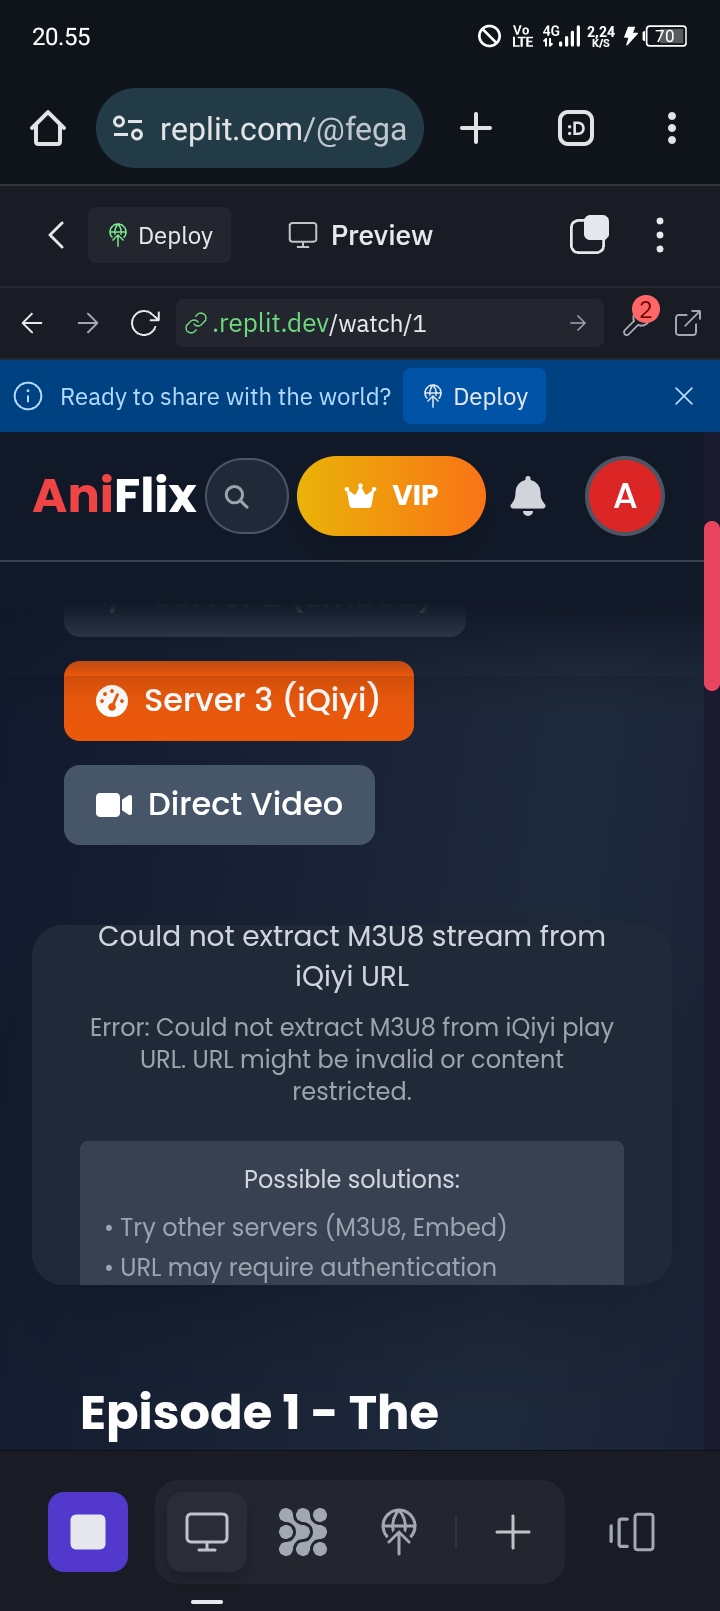 20.55
Vo LTE 4G 2,24 K/S 70
replit.com/@fega
:D
Deploy
Preview
.replit.dev/watch/1
2
Ready to share with the world?
Deploy
AniFlix
VIP
A
Server 3 (iQiyi)
Direct Video
Could not extract M3U8 stream from
iQiyi URL
Error: Could not extract M3U8 from iQiyi play
URL. URL might be invalid or content
restricted.
Possible solutions:
• Try other servers (M3U8, Embed)
• URL may require authentication
Episode 1 - The